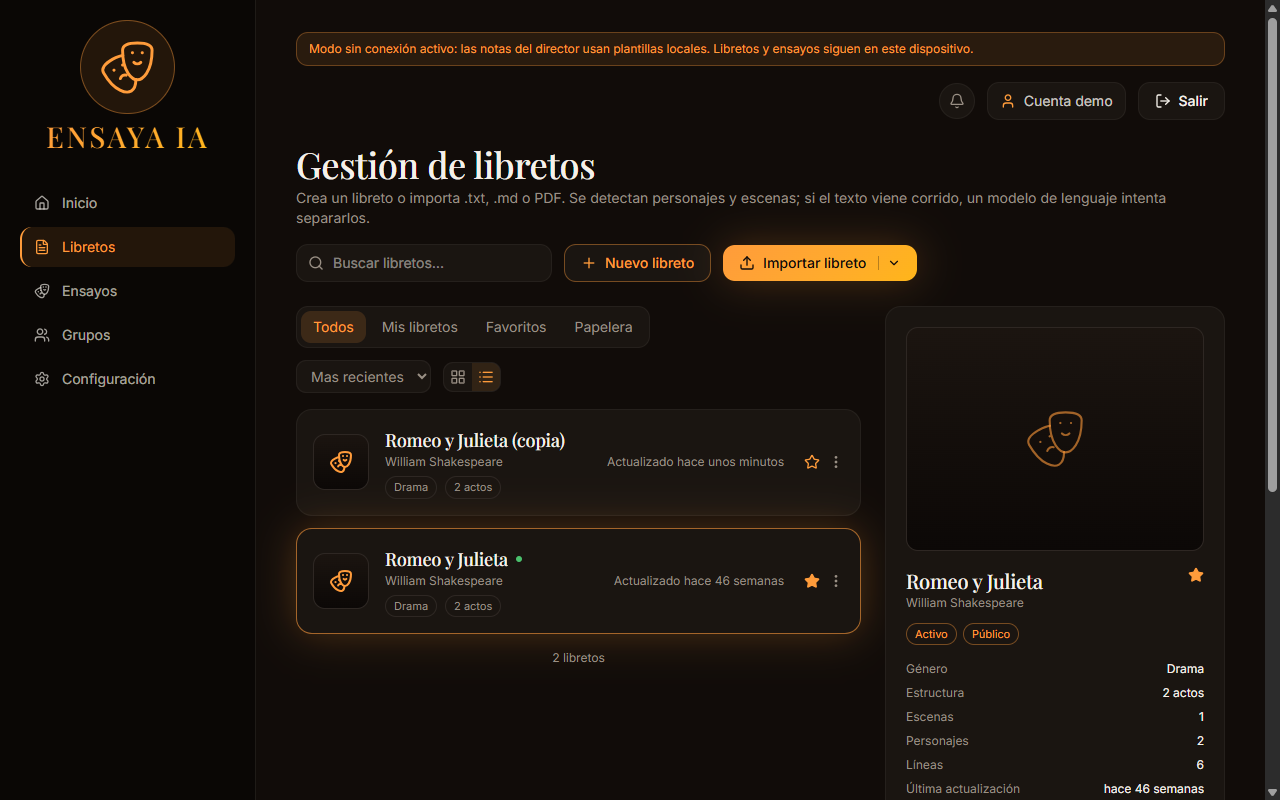 ENSAYA IA
Inicio
Libretos
Ensayos
Grupos
Configuración
Modo sin conexión activo: las notas del director usan plantillas locales. Libretos y ensayos siguen en este dispositivo.
Cuenta demo
Salir
Gestión de libretos
Crea un libreto o importa .txt, .md o PDF. Se detectan personajes y escenas; si el texto viene corrido, un modelo de lenguaje intenta
separarlos.
Buscar libretos...
Nuevo libreto
Importar libreto
Todos Mis libretos Favoritos Papelera
Mas recientes
Romeo y Julieta (copia)
William Shakespeare
Actualizado hace unos minutos
Drama 2 actos
Romeo y Julieta
William Shakespeare
Actualizado hace 46 semanas
Drama 2 actos
2 libretos
Romeo y Julieta
William Shakespeare
Activo Público
Género Drama
Estructura 2 actos
Escenas 1
Personajes 2
Líneas 6
Última actualización hace 46 semanas